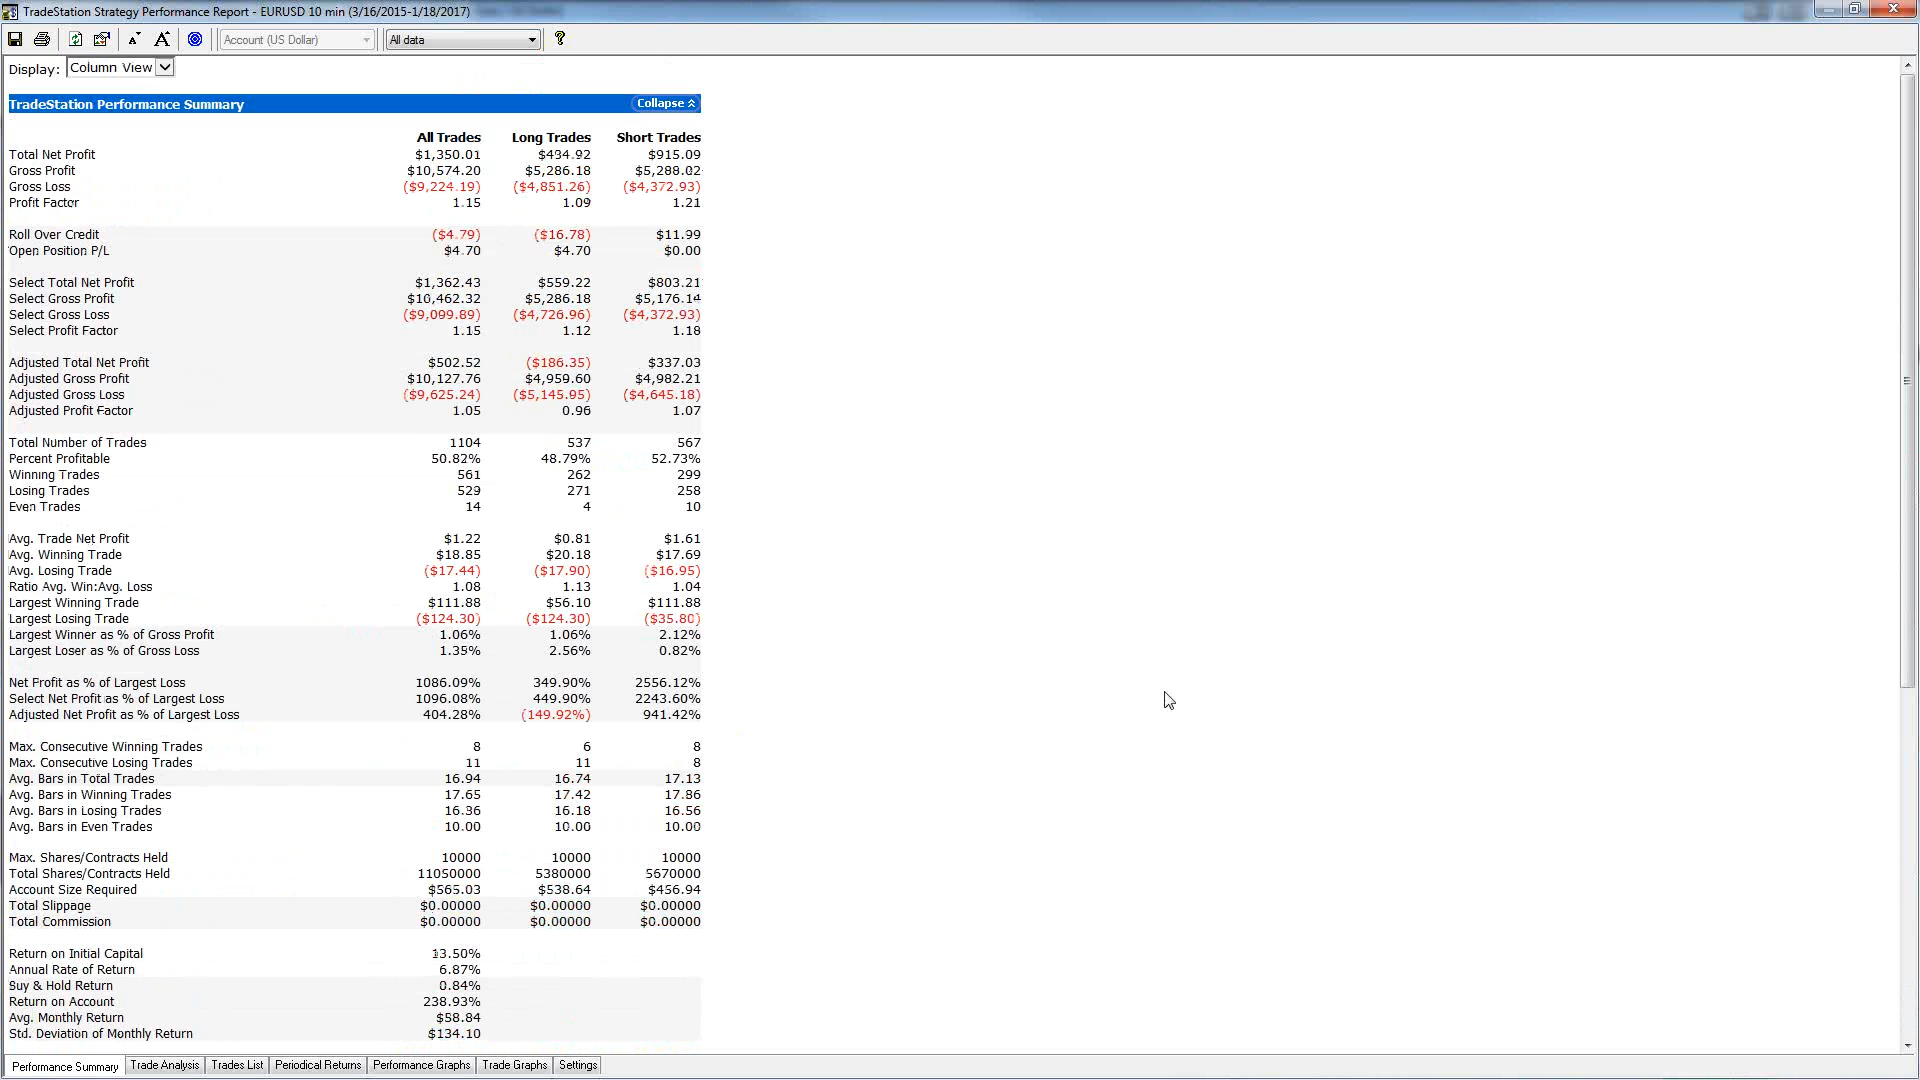 TradeStation Strategy Performance Report - EURUSD 10 min (3/16/2015-1/18/2017)
A A Account (US Dollar) All data ?
Display: Column View
TradeStation Performance Summary Collapse
All Trades Long Trades Short Trades
Total Net Profit $1,350.01 $434.92 $915.09
Gross Profit $10,574.20 $5,286.18 $5,288.02
Gross Loss ($9,224.19) ($4,851.26) ($4,372.93)
Profit Factor 1.15 1.09 1.21
Roll Over Credit ($4.79) ($16.78) $11.99
Open Position P/L $4.70 $4.70 $0.00
Select Total Net Profit $1,362.43 $559.22 $803.21
Select Gross Profit $10,462.32 $5,286.18 $5,176.14
Select Gross Loss ($9,099.89) ($4,726.96) ($4,372.93)
Select Profit Factor 1.15 1.12 1.18
Adjusted Total Net Profit $502.52 ($186.35) $337.03
Adjusted Gross Profit $10,127.76 $4,959.60 $4,982.21
Adjusted Gross Loss ($9,625.24) ($5,145.95) ($4,645.18)
Adjusted Profit Factor 1.05 0.96 1.07
Total Number of Trades 1104 537 567
Percent Profitable 50.82% 48.79% 52.73%
Winning Trades 561 262 299
Losing Trades 529 271 258
Even Trades 14 4 10
Avg. Trade Net Profit $1.22 $0.81 $1.61
Avg. Winning Trade $18.85 $20.18 $17.69
Avg. Losing Trade ($17.44) ($17.90) ($16.95)
Ratio Avg. Win:Avg. Loss 1.08 1.13 1.04
Largest Winning Trade $111.88 $56.10 $111.88
Largest Losing Trade ($124.30) ($124.30) ($35.80)
Largest Winner as % of Gross Profit 1.06% 1.06% 2.12%
Largest Loser as % of Gross Loss 1.35% 2.56% 0.82%
Net Profit as % of Largest Loss 1086.09% 349.90% 2556.12%
Select Net Profit as % of Largest Loss 1096.08% 449.90% 2243.60%
Adjusted Net Profit as % of Largest Loss 404.28% (149.92%) 941.42%
Max. Consecutive Winning Trades 8 6 8
Max. Consecutive Losing Trades 11 11 8
Avg. Bars in Total Trades 16.94 16.74 17.13
Avg. Bars in Winning Trades 17.65 17.42 17.86
Avg. Bars in Losing Trades 16.36 16.18 16.56
Avg. Bars in Even Trades 10.00 10.00 10.00
Max. Shares/Contracts Held 10000 10000 10000
Total Shares/Contracts Held 11050000 5380000 5670000
Account Size Required $565.03 $538.64 $456.94
Total Slippage $0.00000 $0.00000 $0.00000
Total Commission $0.00000 $0.00000 $0.00000
Return on Initial Capital 13.50%
Annual Rate of Return 6.87%
Buy & Hold Return 0.84%
Return on Account 238.93%
Avg. Monthly Return $58.84
Std. Deviation of Monthly Return $134.10
Performance Summary Trade Analysis Trades List Periodical Returns Performance Graphs Trade Graphs Settings